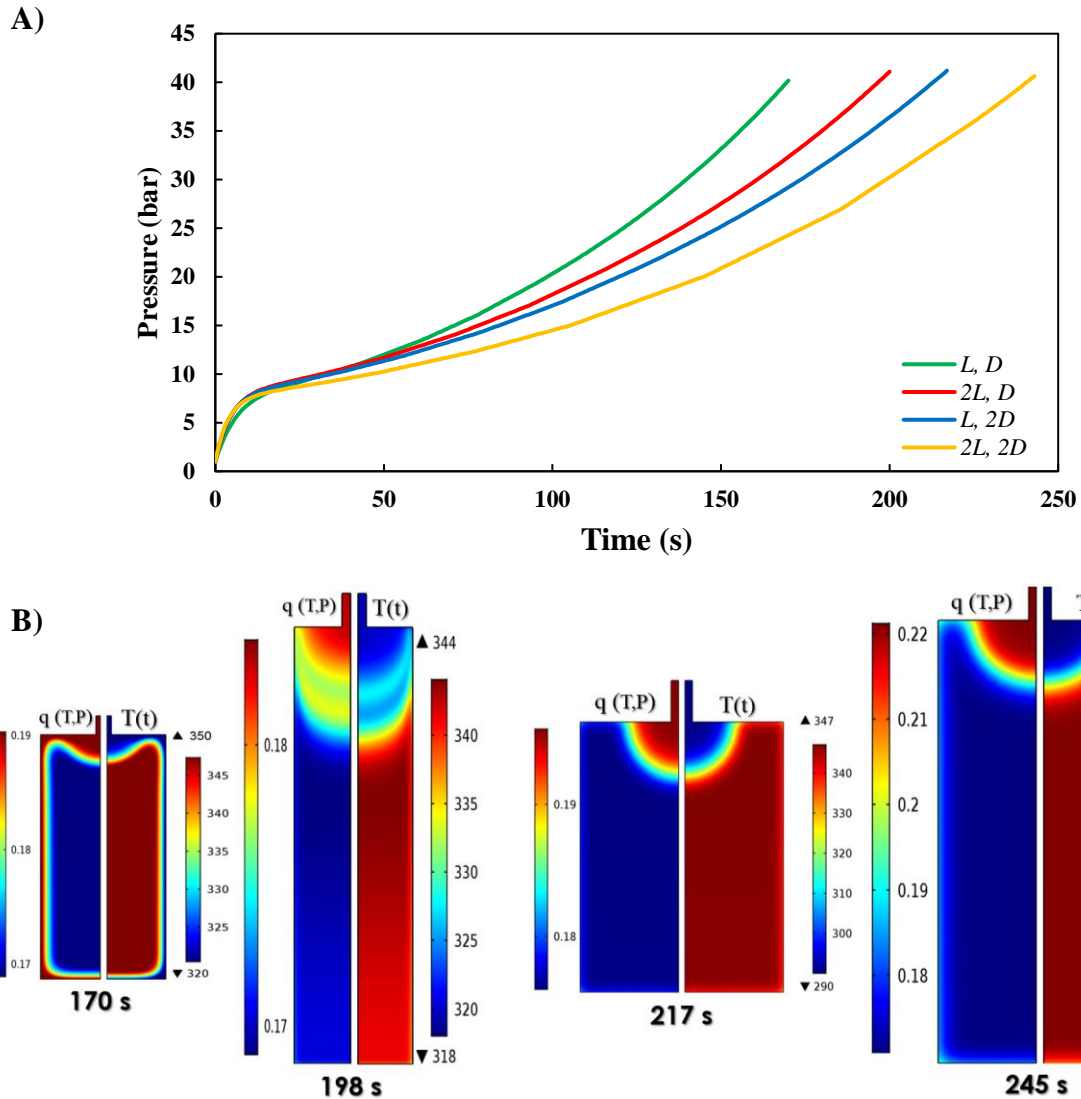 A)
Pressure (bar)
45
40
35
30
25
20
15
10
5
0
0 50 100 150 200 250
Time (s)
L, D
2L, D
L, 2D
2L, 2D
B)
0.19
0.18
0.17
q (T,P) T(t)
▲ 350
345
340
335
330
325
▼ 320
170 s
0.18
0.17
q (T,P) T(t)
▲ 344
340
335
330
325
320
▼ 318
198 s
0.19
0.18
q (T,P) T(t)
▲ 347
340
330
320
310
300
▼ 290
217 s
0.22
0.21
0.2
0.19
0.18
q (T,P) T
245 s